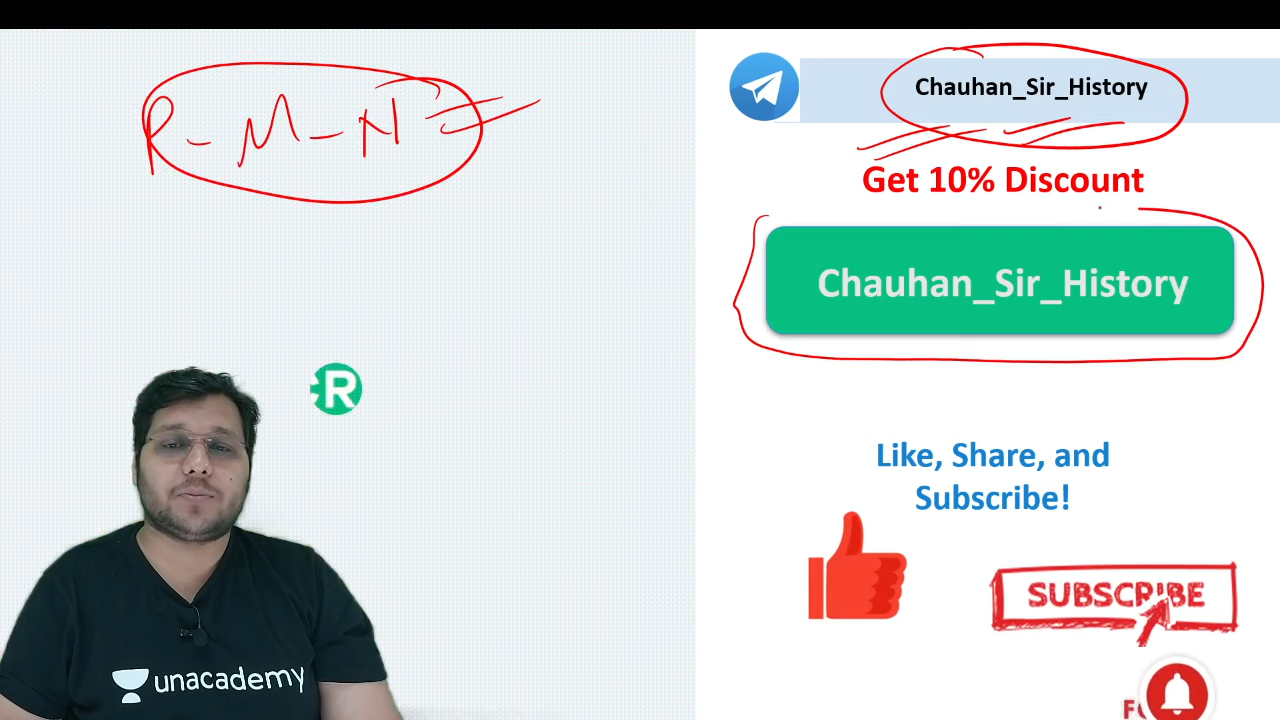 R - M - N
Chauhan_Sir_History
Get 10% Discount
Chauhan_Sir_History
R
Like, Share, and
Subscribe!
SUBSCRIBE
unacademy